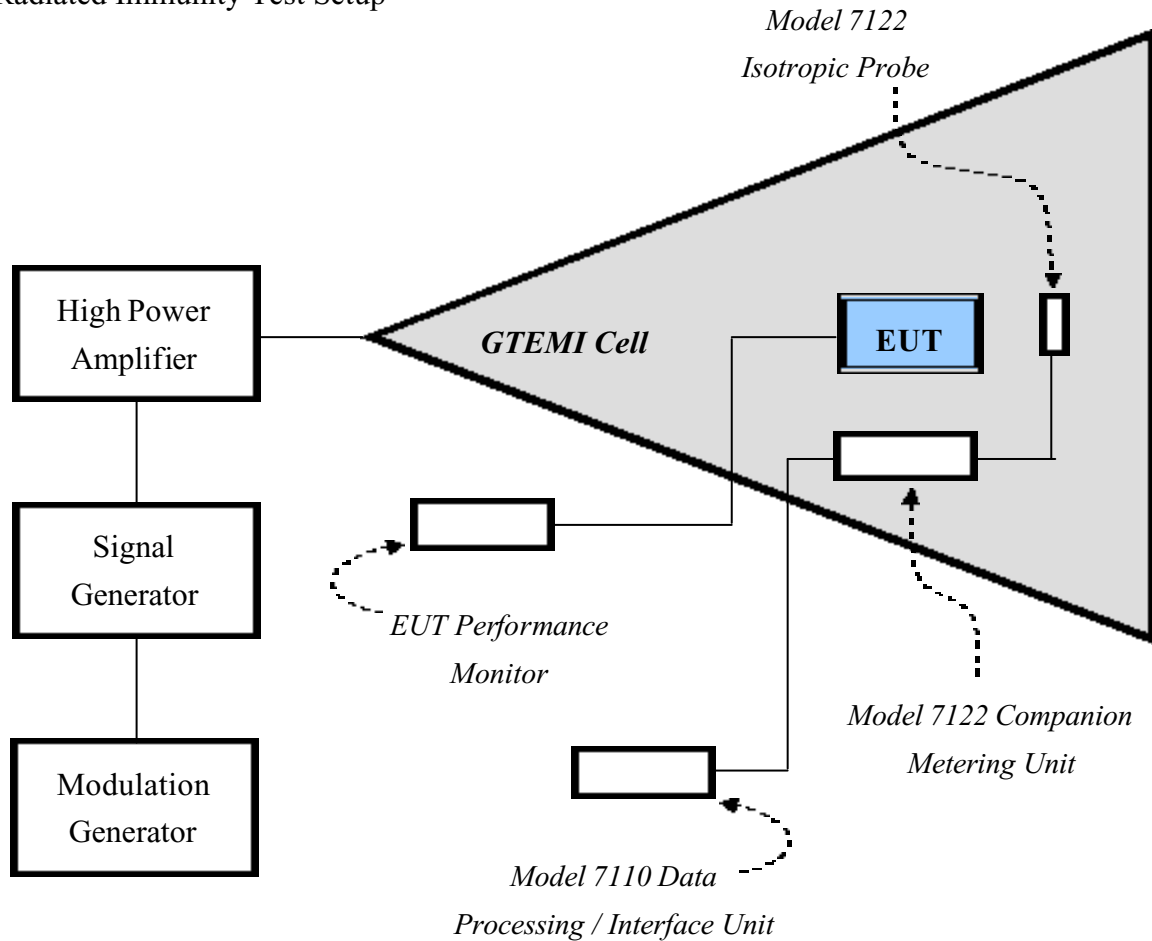 Radiated Immunity Test Setup
Model 7122
Isotropic Probe
High Power
Amplifier
GTEMI Cell
EUT
Signal
Generator
EUT Performance
Monitor
Model 7122 Companion
Metering Unit
Modulation
Generator
Model 7110 Data
Processing / Interface Unit